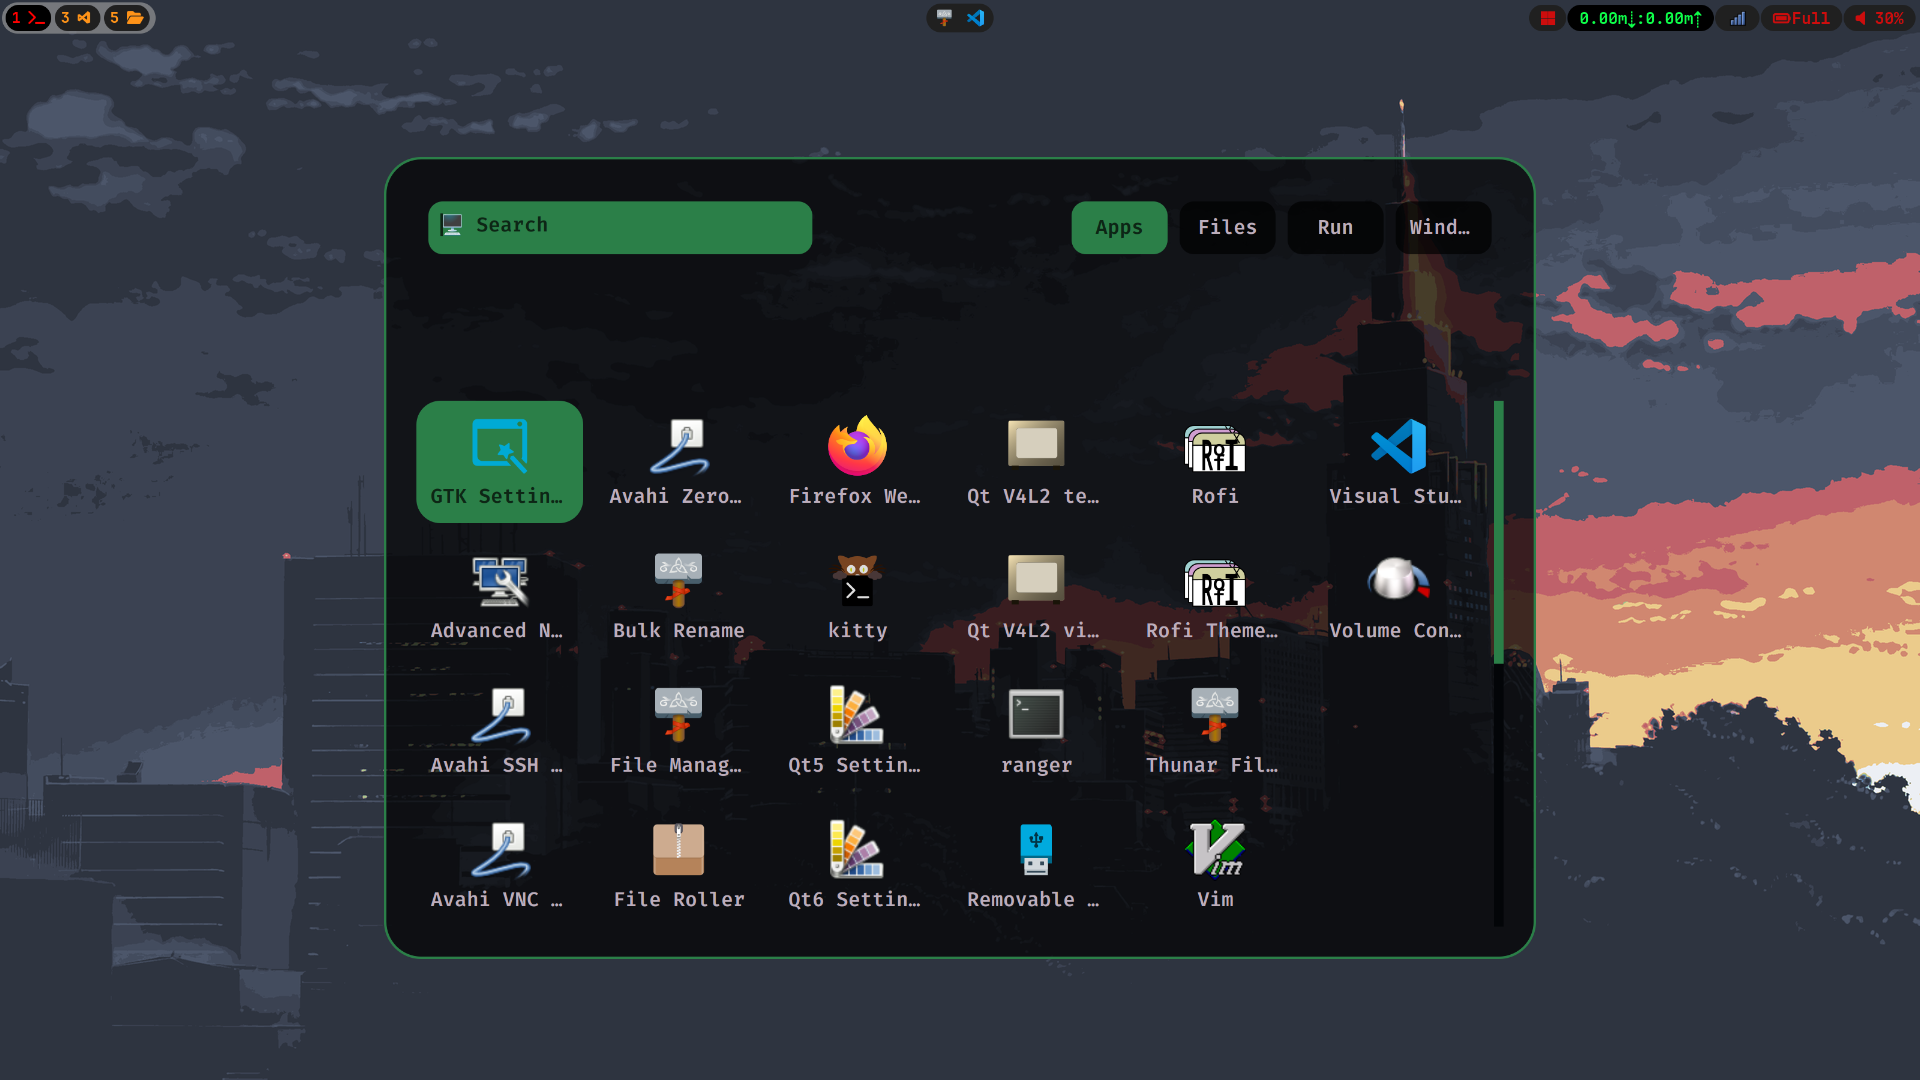 1
3
5
0.00m⇣:0.00m⇡
Full
30%
Search
Apps
Files
Run
Wind…
GTK Settin…
Avahi Zero…
Firefox We…
Qt V4L2 te…
Rofi
Visual Stu…
Advanced N…
Bulk Rename
kitty
Qt V4L2 vi…
Rofi Theme…
Volume Con…
Avahi SSH …
File Manag…
Qt5 Settin…
ranger
Thunar Fil…
Avahi VNC …
File Roller
Qt6 Settin…
Removable …
Vim